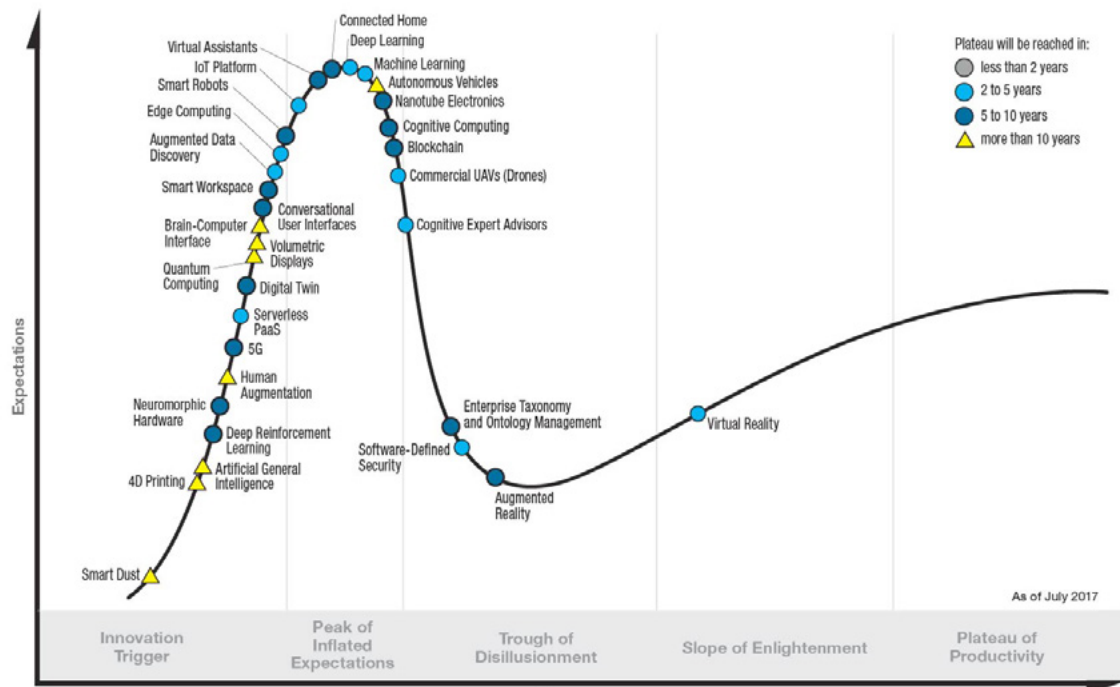 Connected Home
Deep Learning
Virtual Assistants
IoT Platform
Machine Learning
Autonomous Vehicles
Smart Robots
Nanotube Electronics
Edge Computing
Cognitive Computing
Augmented Data
Discovery
Blockchain
Commercial UAVs (Drones)
Smart Workspace
Conversational
User Interfaces
Cognitive Expert Advisors
Brain-Computer
Interface
Volumetric
Displays
Quantum
Computing
Digital Twin
Serverless
PaaS
5G
Human
Augmentation
Neuromorphic
Hardware
Deep Reinforcement
Learning
Artificial General
Intelligence
4D Printing
Smart Dust
Enterprise Taxonomy
and Ontology Management
Software-Defined
Security
Augmented
Reality
Virtual Reality
Plateau will be reached in:
less than 2 years
2 to 5 years
5 to 10 years
more than 10 years
As of July 2017
Expectations
Innovation
Trigger
Peak of
Inflated
Expectations
Trough of
Disillusionment
Slope of Enlightenment
Plateau of
Productivity